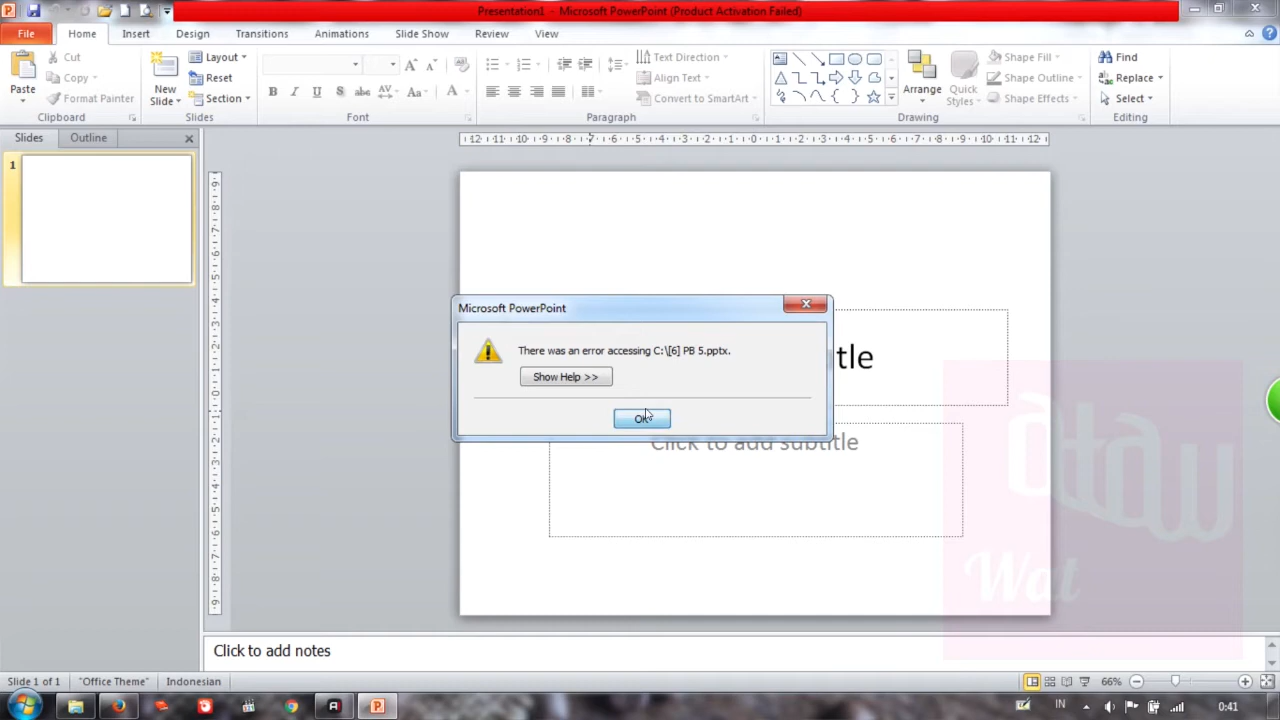 Presentation1 - Microsoft PowerPoint (Product Activation Failed)
File Home Insert Design Transitions Animations Slide Show Review View
Cut
Copy
Format Painter
Paste
Clipboard
New
Slide
Layout
Reset
Section
Slides
B I U S abc AV Aa A
Font
Text Direction
Align Text
Convert to SmartArt
Paragraph
Arrange
Quick
Styles
Shape Fill
Shape Outline
Shape Effects
Drawing
Find
Replace
Select
Editing
Slides Outline
1
Microsoft PowerPoint
There was an error accessing C:\[6] PB 5.pptx.
Show Help >>
OK
tle
Click to add subtitle
Wat
Click to add notes
Slide 1 of 1 "Office Theme" Indonesian 66%
IN 0:41